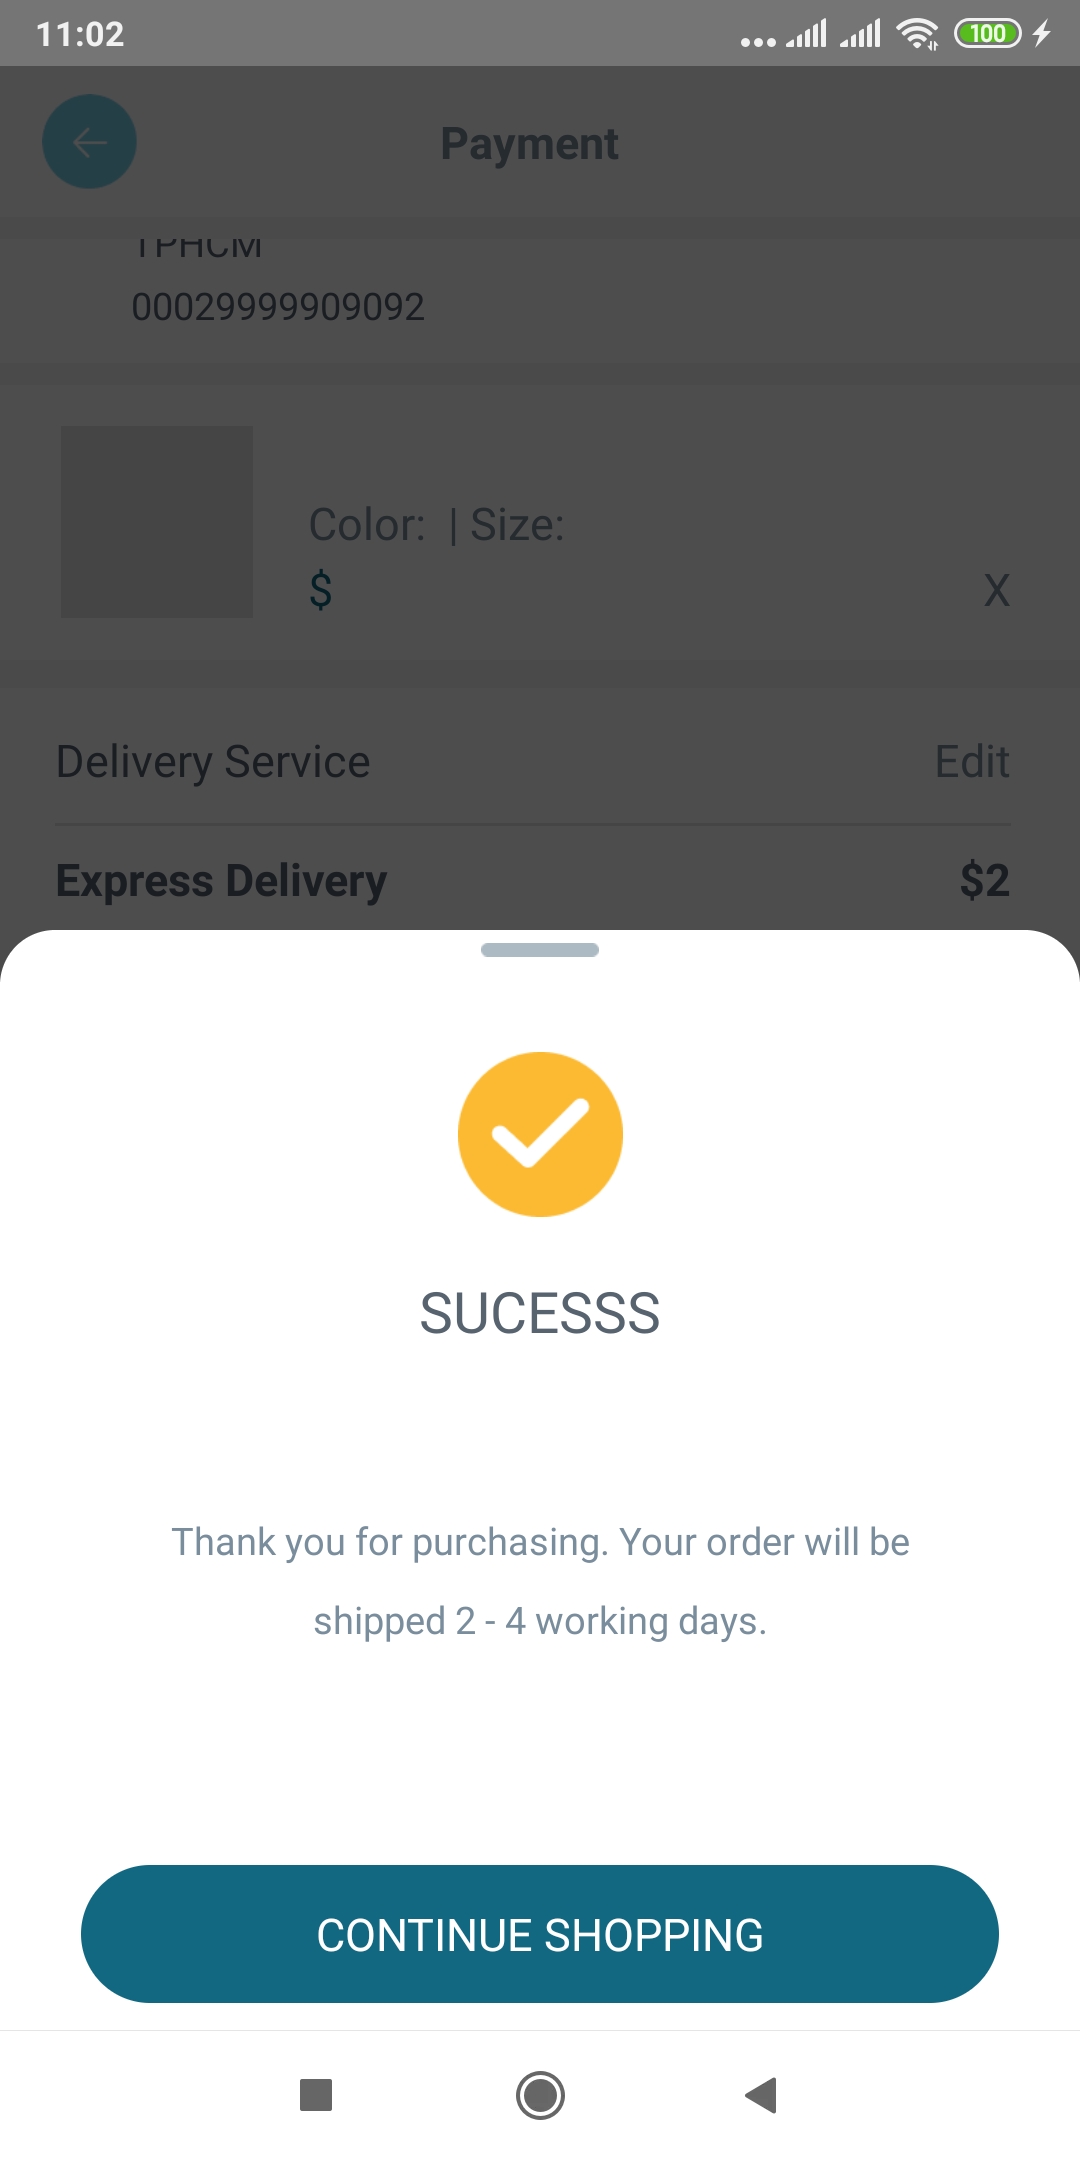 11:02
100
Payment
TPHCM
00029999909092
Color:  | Size:
$
X
Delivery Service
Edit
Express Delivery
$2
SUCESSS
Thank you for purchasing. Your order will be
shipped 2 - 4 working days.
CONTINUE SHOPPING